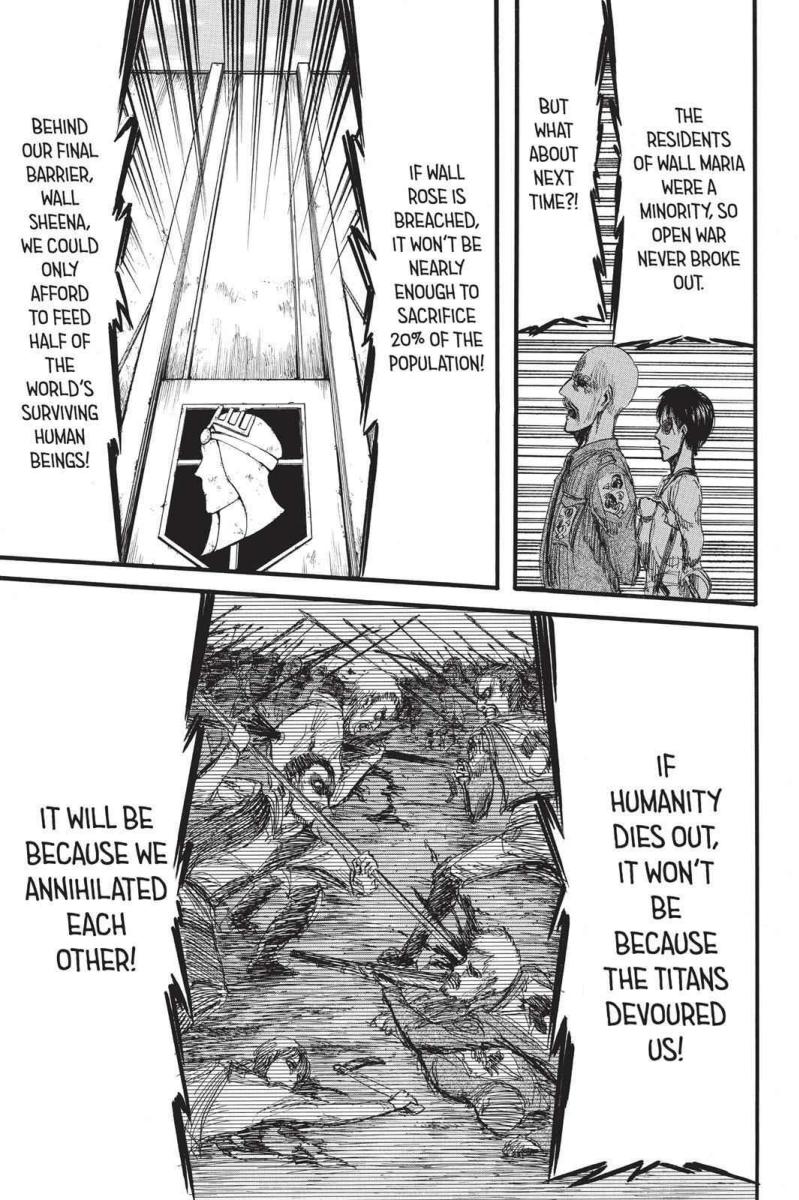 THE
RESIDENTS
OF WALL MARIA
WERE A
MINORITY, SO
OPEN WAR
NEVER BROKE
OUT.
BUT
WHAT
ABOUT
NEXT
TIME?!
IF WALL
ROSE IS
BREACHED,
IT WON'T BE
NEARLY
ENOUGH TO
SACRIFICE
20% OF THE
POPULATION!
BEHIND
OUR FINAL
BARRIER,
WALL
SHEENA,
WE COULD
ONLY
AFFORD
TO FEED
HALF OF
THE
WORLD'S
SURVIVING
HUMAN
BEINGS!
IF
HUMANITY
DIES OUT,
IT WON'T
BE
BECAUSE
THE TITANS
DEVOURED
US!
IT WILL BE
BECAUSE WE
ANNIHILATED
EACH
OTHER!